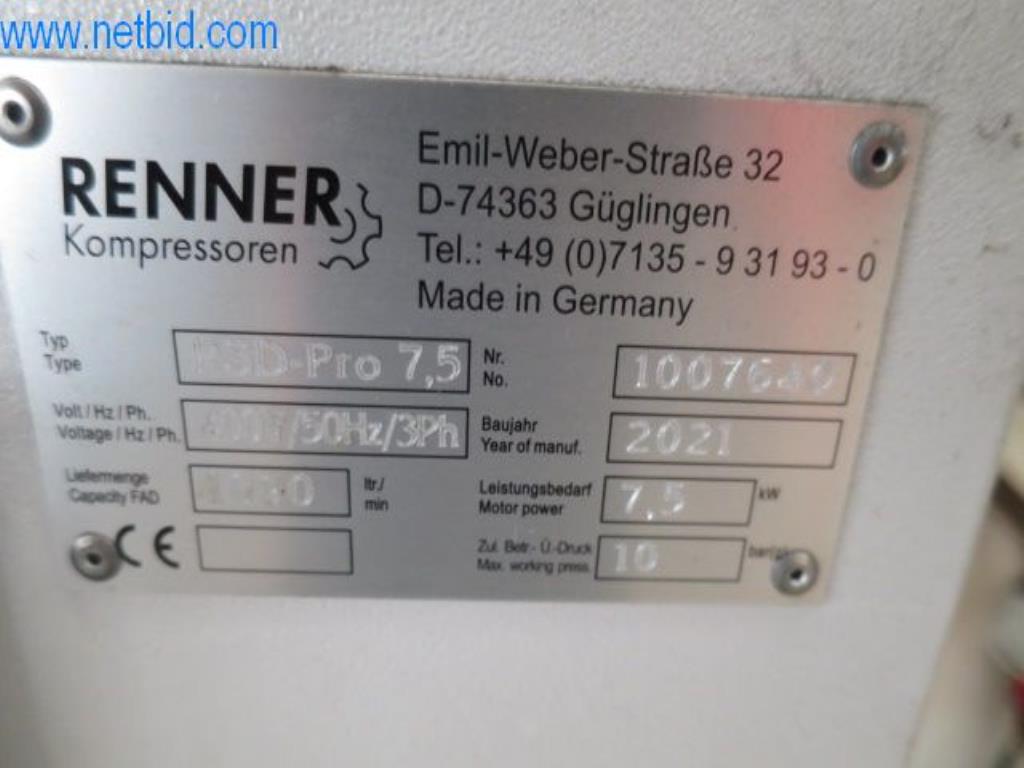 www.netbid.com
RENNER
Kompressoren
Emil-Weber-Straße 32
D-74363 Güglingen
Tel.: +49 (0)7135 - 9 31 93 - 0
Made in Germany
Typ
Type
7,5
Nr.
No.
Volt / Hz / Ph.
Voltage / Hz / Ph.
400V/50Hz/3Ph
Baujahr
Year of manuf.
2021
Liefermenge
Capacity FAD
ltr./
min
Leistungsbedarf
Motor power
7,5
kW
CE
Zul. Betr.- Ü.-Druck
Max. working press.
10